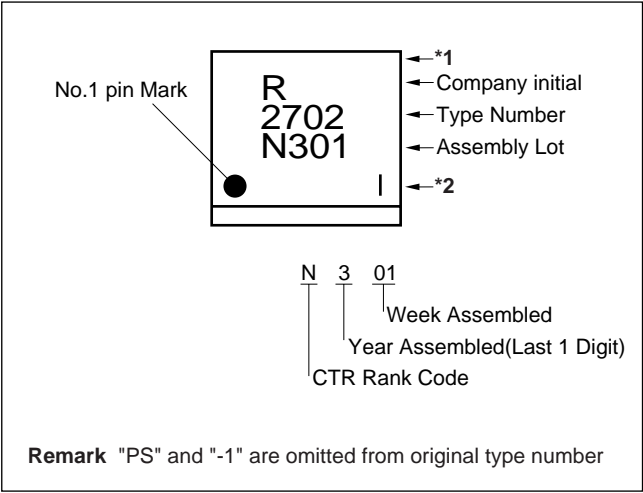 *1
No.1 pin Mark
R
Company initial
2702
Type Number
N301
Assembly Lot
*2
N 3 01
Week Assembled
Year Assembled(Last 1 Digit)
CTR Rank Code
Remark "PS" and "-1" are omitted from original type number